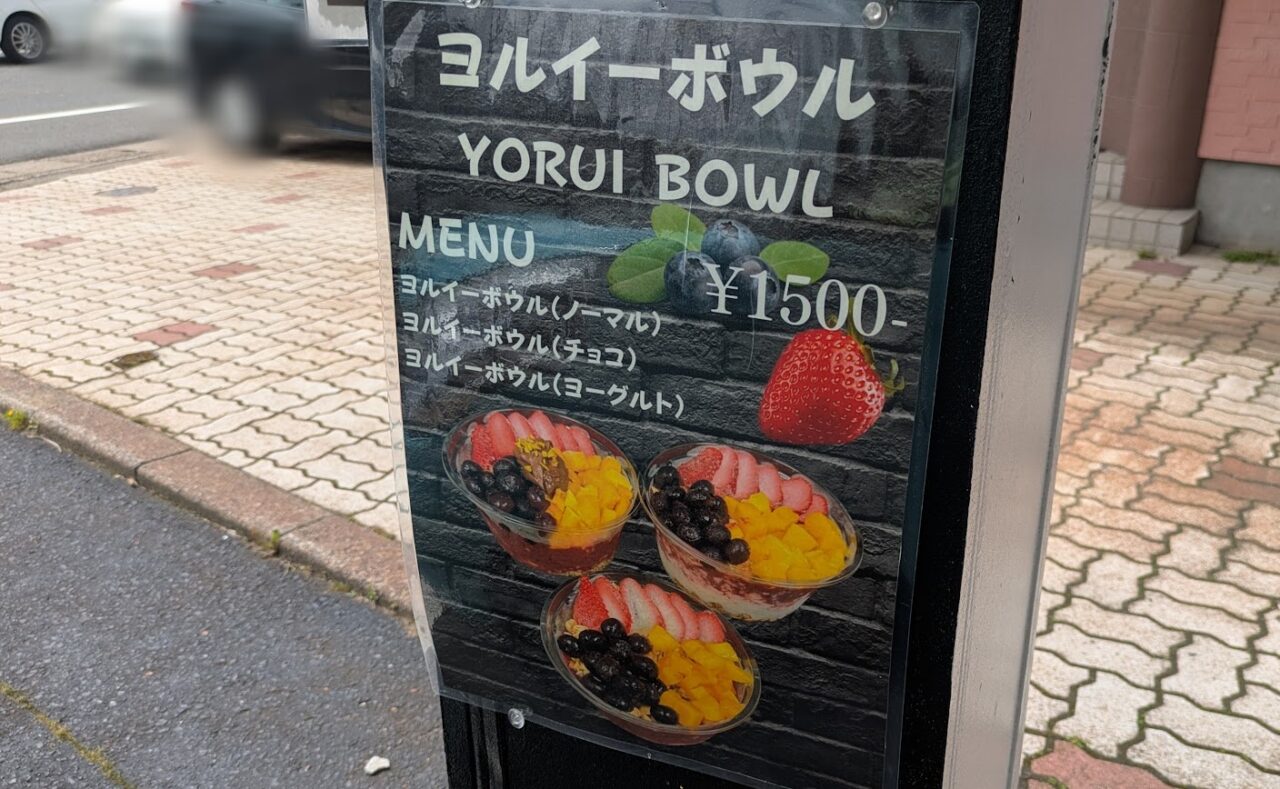 ヨルイーボウル
YORUI BOWL
MENU
¥1500-
ヨルイーボウル(ノーマル)
ヨルイーボウル(チョコ)
ヨルイーボウル(ヨーグルト)